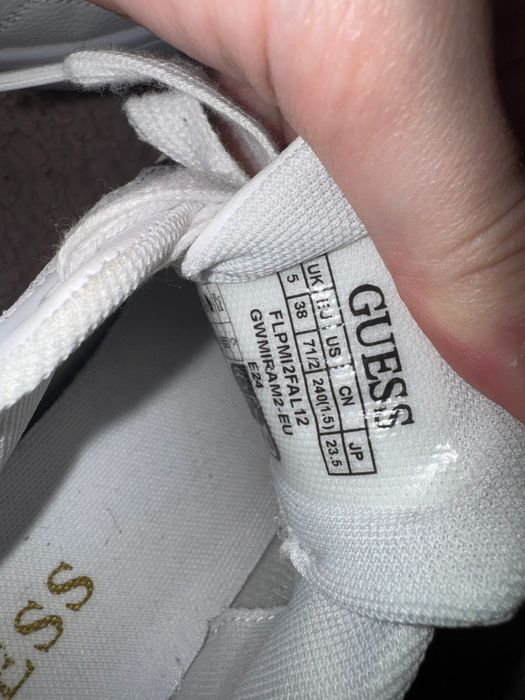 GUESS
UK EU US CN JP
5 38 71/2 240(1.5) 23.5
FLPMI2FAL12
GWMIRAM2-EU
E24
ESS